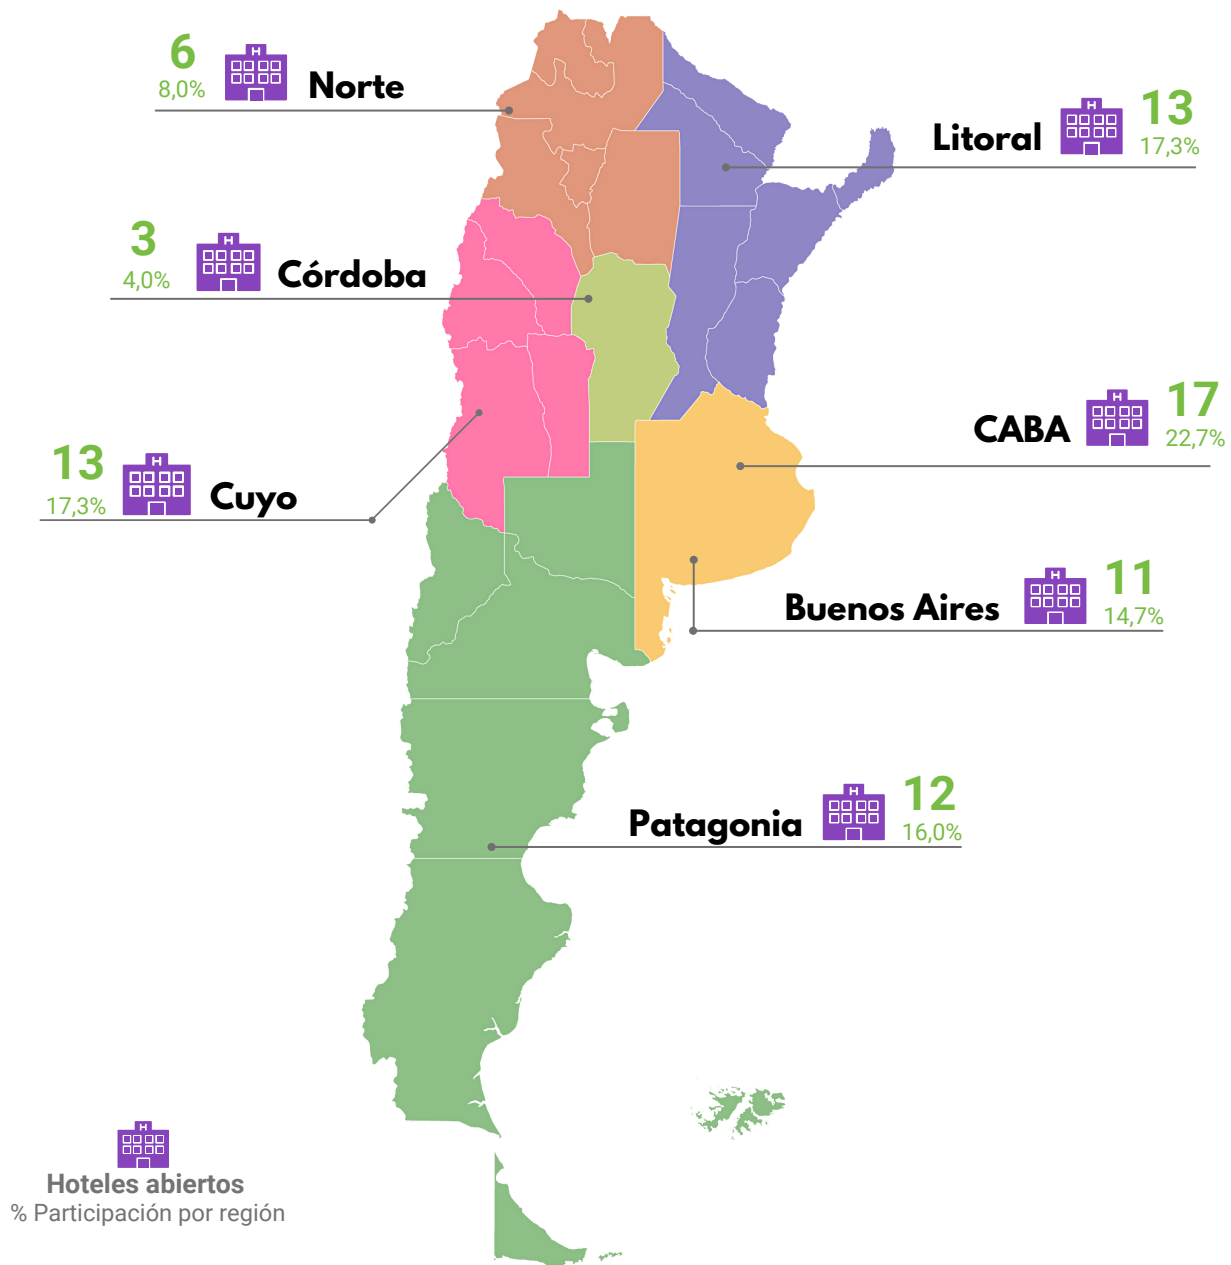 6
8,0%
H
Norte
13
17,3%
H
Litoral
3
4,0%
H
Córdoba
17
22,7%
H
CABA
13
17,3%
H
Cuyo
11
14,7%
H
Buenos Aires
12
16,0%
H
Patagonia
H
Hoteles abiertos
% Participación por región